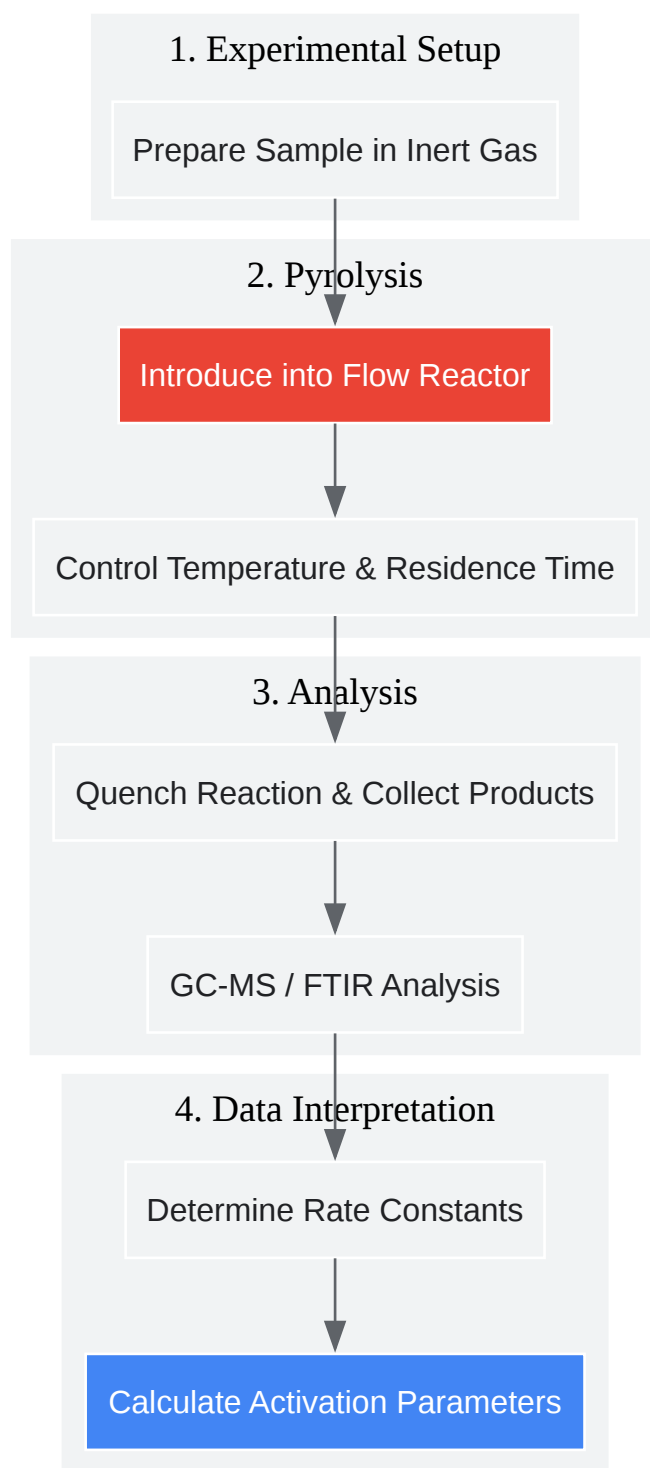 1. Experimental Setup
Prepare Sample in Inert Gas
2. Pyrolysis
Introduce into Flow Reactor
Control Temperature & Residence Time
3. Analysis
Quench Reaction & Collect Products
GC-MS / FTIR Analysis
4. Data Interpretation
Determine Rate Constants
Calculate Activation Parameters